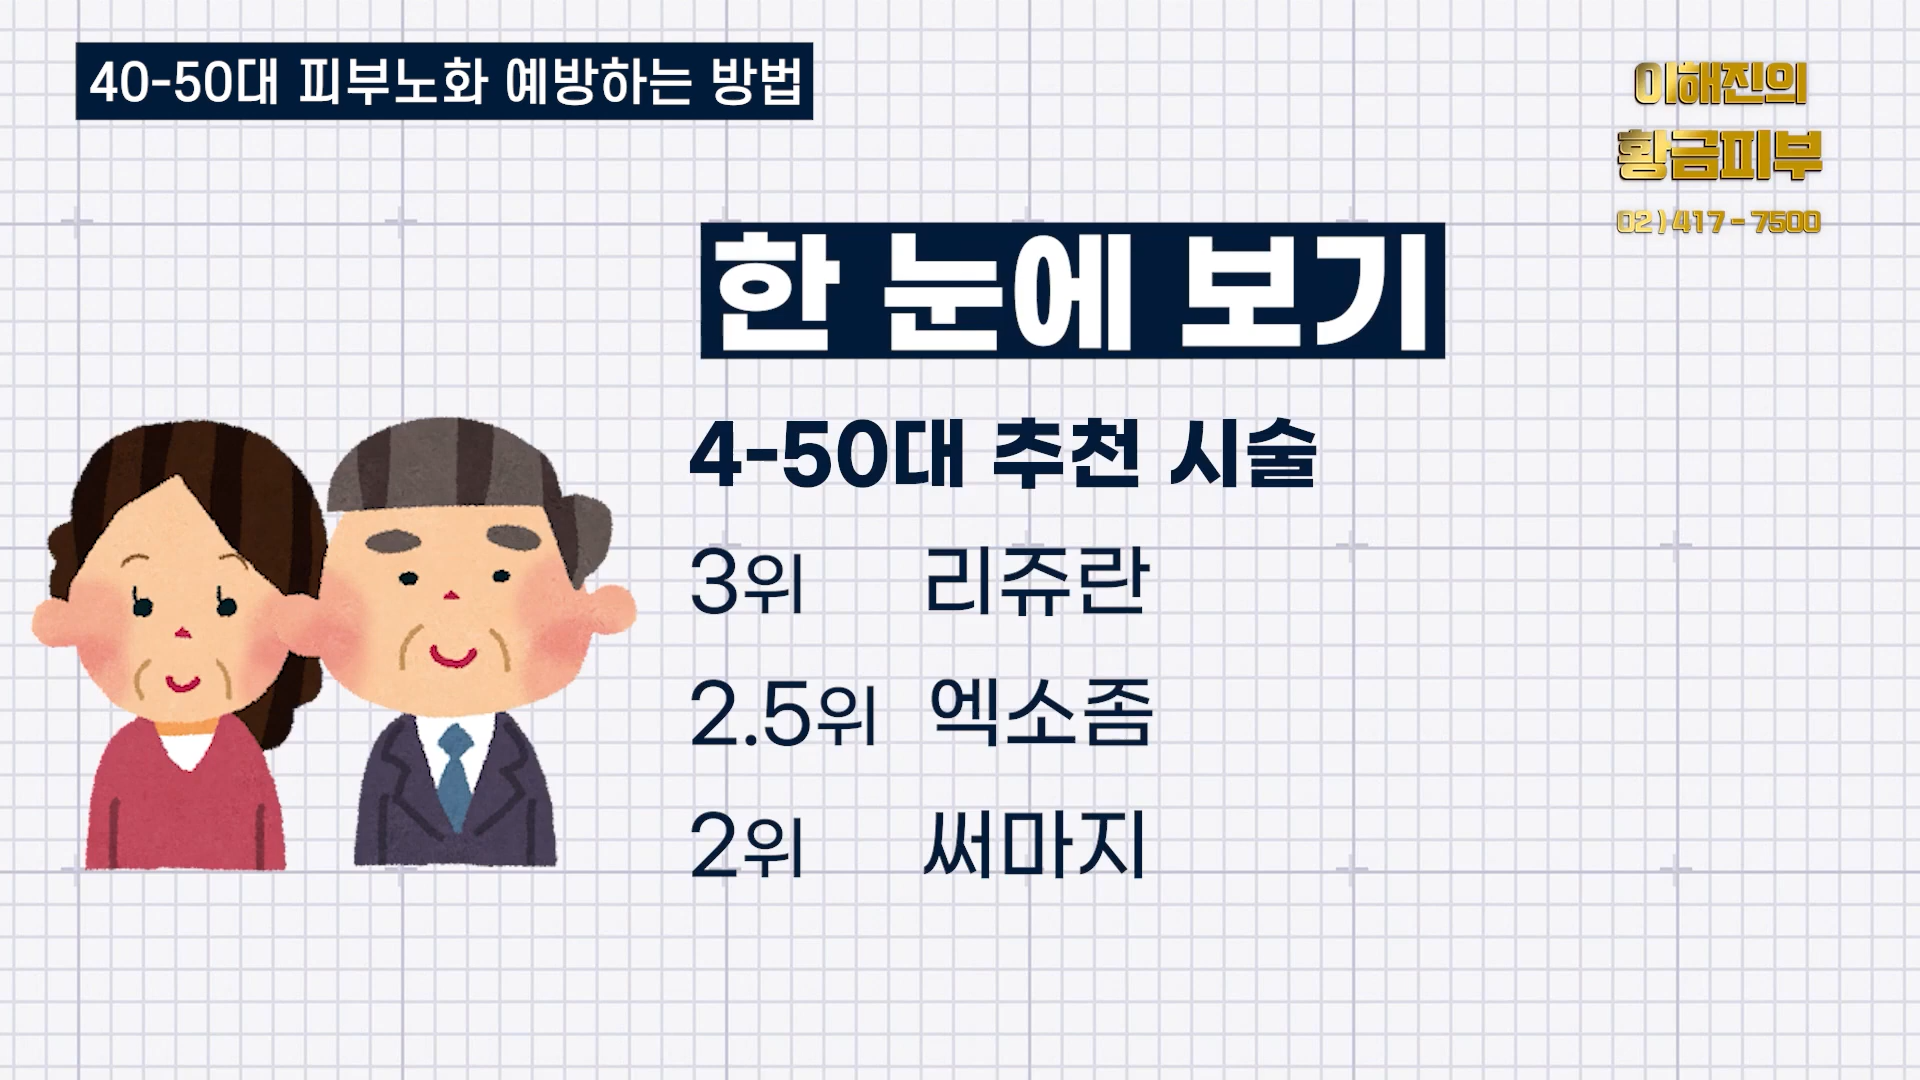 40-50대 피부노화 예방하는 방법
이해진의
황금피부
02)417-7500
한 눈에 보기
4-50대 추천 시술
3위 리쥬란
2.5위 엑소좀
2위 써마지